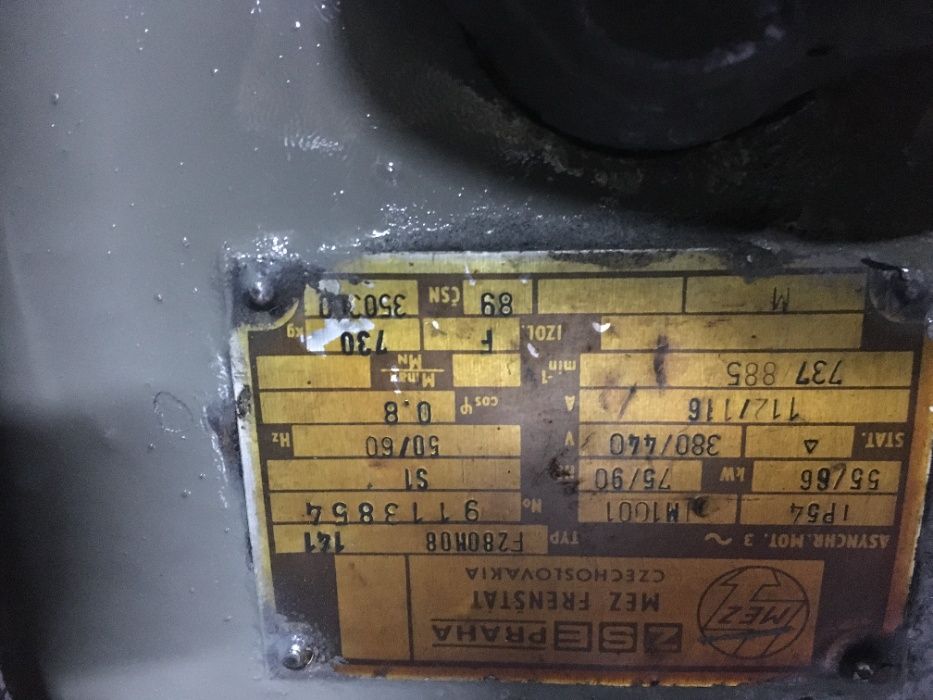 MEZ ZSE PRAHA
MEZ FRENŠTÁT
CZECHOSLOVAKIA
ASYNCHR. MOT. 3 ~ TYP F280M08 141
IP54 IM1001 No 9113854
55/66 kW 75/90 S1
STAT. △ 380/440 V 50/60 Hz
112/116 A cos φ 0.8
737/885 min -1 M max MN
IZOL. F 730 kg
M 89 ČSN